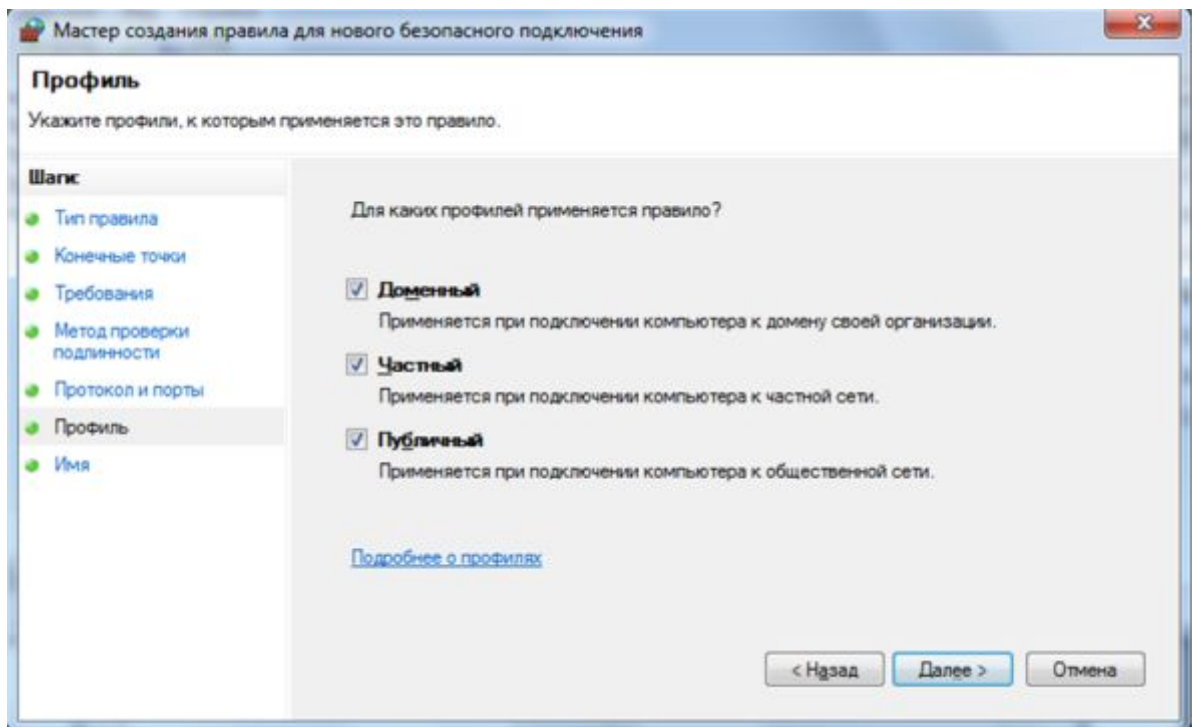 Мастер создания правила для нового безопасного подключения
Профиль
Укажите профили, к которым применяется это правило.
Шаги:
Тип правила
Конечные точки
Требования
Метод проверки
подлинности
Протокол и порты
Профиль
Имя
Для каких профилей применяется правило?
Доменный
Применяется при подключении компьютера к домену своей организации.
Частный
Применяется при подключении компьютера к частной сети.
Публичный
Применяется при подключении компьютера к общественной сети.
Подробнее о профилях
< Назад
Далее >
Отмена